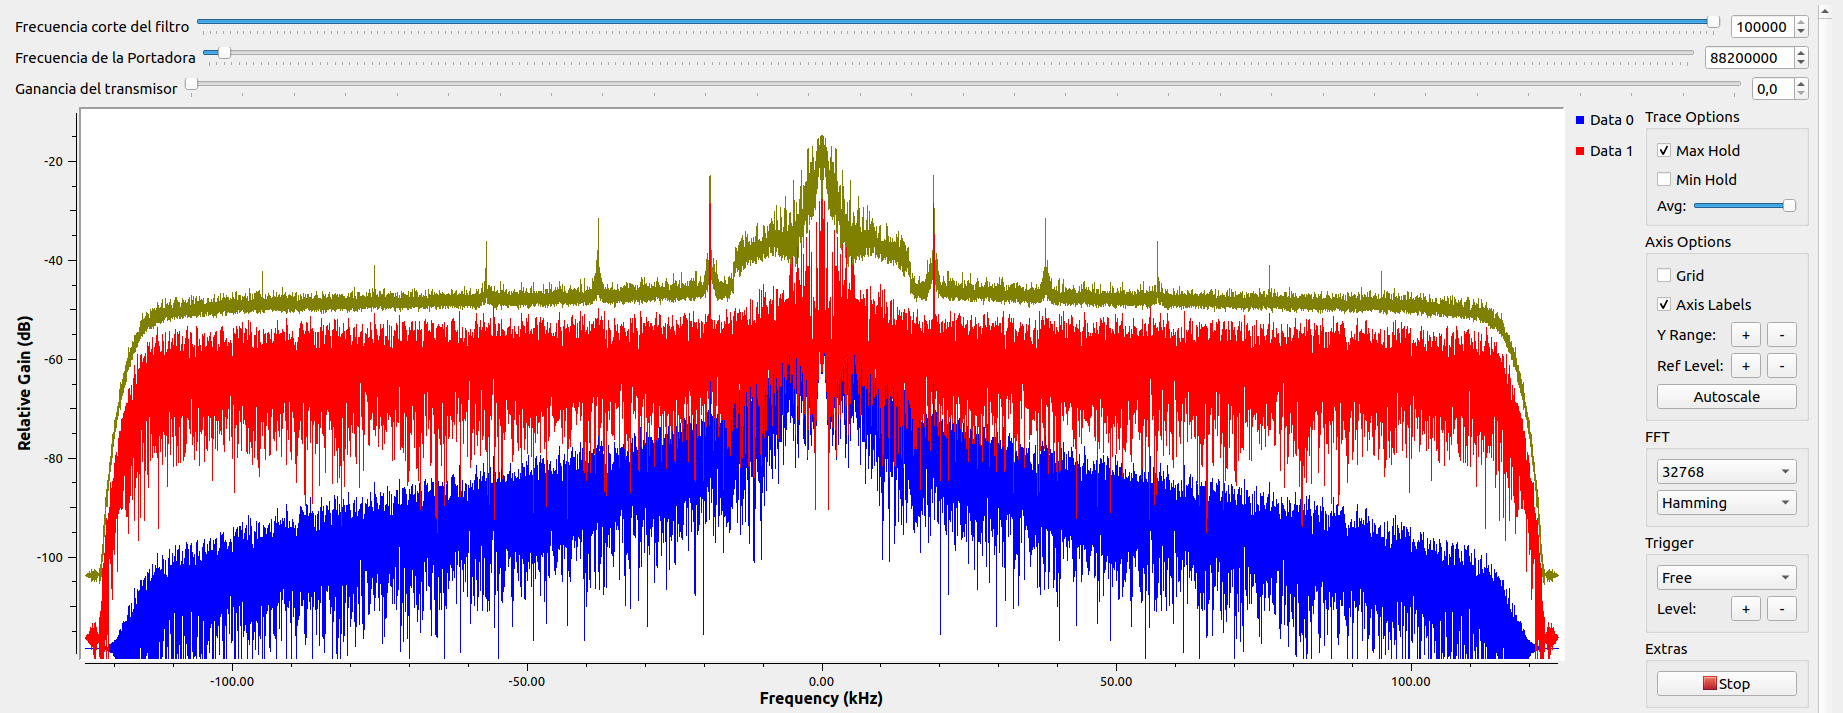 Frecuencia corte del filtro 100000
Frecuencia de la Portadora 88200000
Ganancia del transmisor 0,0
Data 0
Data 1
Trace Options
Max Hold
Min Hold
Avg:
Axis Options
Grid
Axis Labels
Y Range: + -
Ref Level: + -
Autoscale
FFT
32768
Hamming
Trigger
Free
Level: + -
Extras
Stop
Relative Gain (dB)
-20
-40
-60
-80
-100
-100.00 -50.00 0.00 50.00 100.00
Frequency (kHz)